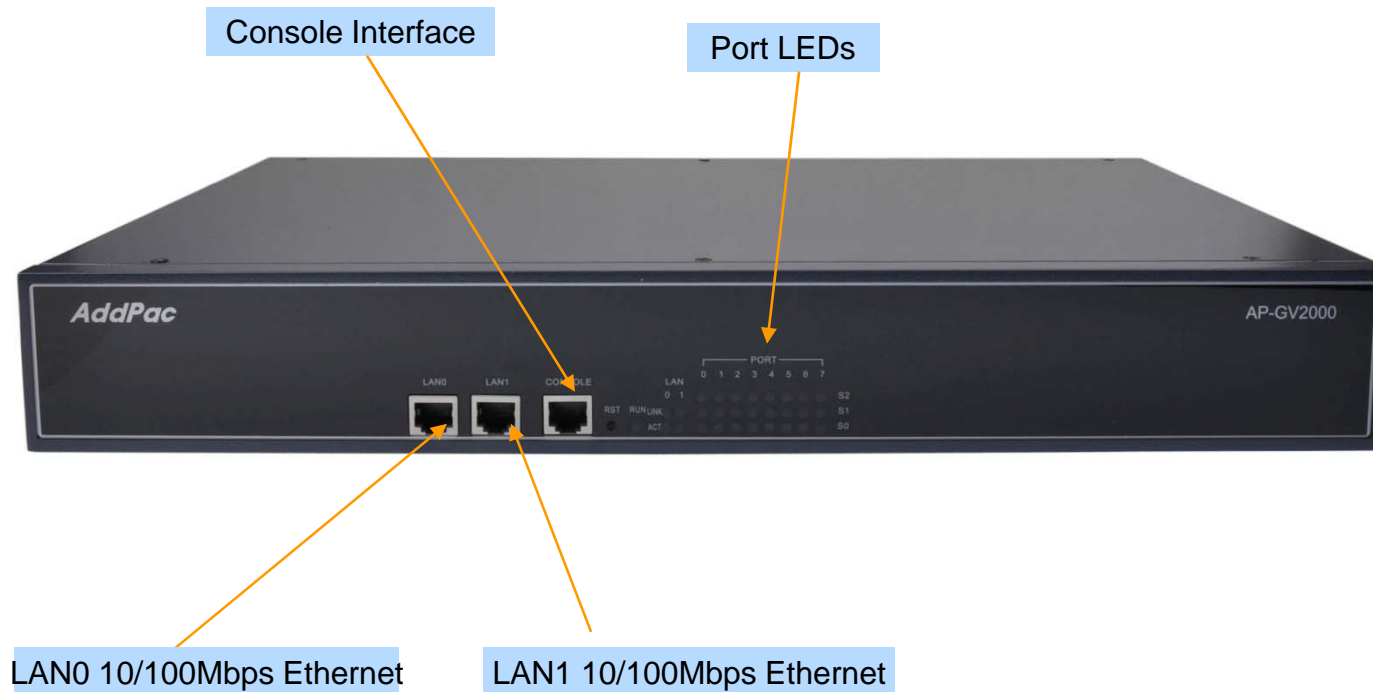 Console Interface
Port LEDs
AddPac
AP-GV2000
PORT
0 1 2 3 4 5 6 7
LAN0 LAN1 CONSOLE LAN
0 1
S2
RST RUN LINK S1
ACT S0
LAN0 10/100Mbps Ethernet
LAN1 10/100Mbps Ethernet